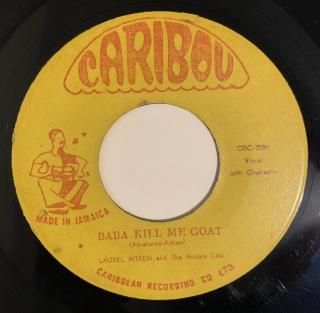 CARIBOU
Vocal
with Orchestra
MADE IN JAMAICA
BABA KILL ME GOAT
(Abrahams-Aitken)
LAUREL AITKEN and The Boogie Cats
CARIBBEAN RECORDING CO LTD.